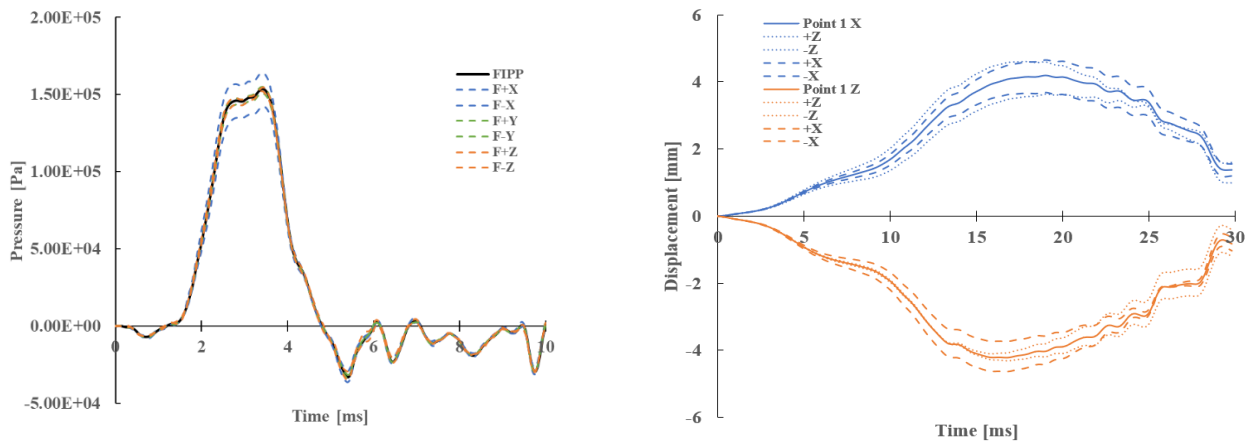 2.00E+05
1.50E+05
1.00E+05
5.00E+04
0.00E+00
-5.00E+04
Pressure [Pa]
0 2 4 6 8 10
Time [ms]
FIPP
F+X
F-X
F+Y
F-Y
F+Z
F-Z
6
4
2
0
-2
-4
-6
Displacement [mm]
0 5 10 15 20 25 30
Time [ms]
Point 1 X
+Z
-Z
+X
-X
Point 1 Z
+Z
-Z
+X
-X